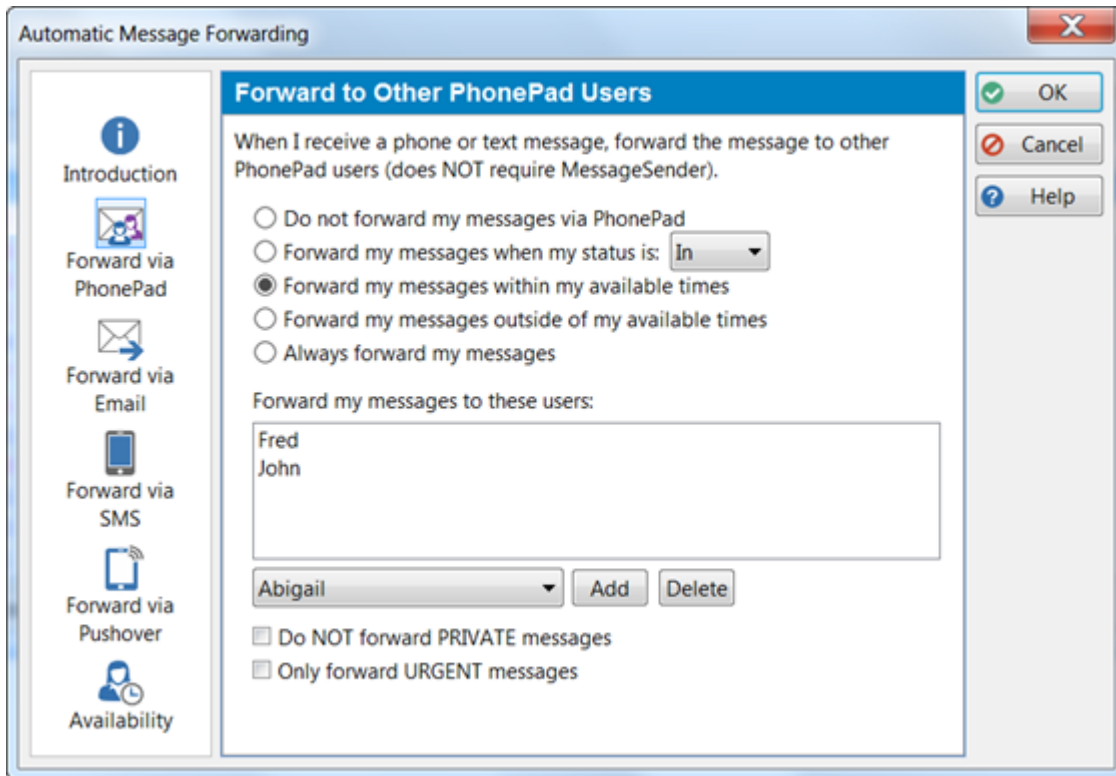 Automatic Message Forwarding
Introduction
Forward via
PhonePad
Forward via
Email
Forward via
SMS
Forward via
Pushover
Availability
Forward to Other PhonePad Users
When I receive a phone or text message, forward the message to other
PhonePad users (does NOT require MessageSender).
Do not forward my messages via PhonePad
Forward my messages when my status is: In
Forward my messages within my available times
Forward my messages outside of my available times
Always forward my messages
Forward my messages to these users:
Fred
John
Abigail Add Delete
Do NOT forward PRIVATE messages
Only forward URGENT messages
OK
Cancel
Help